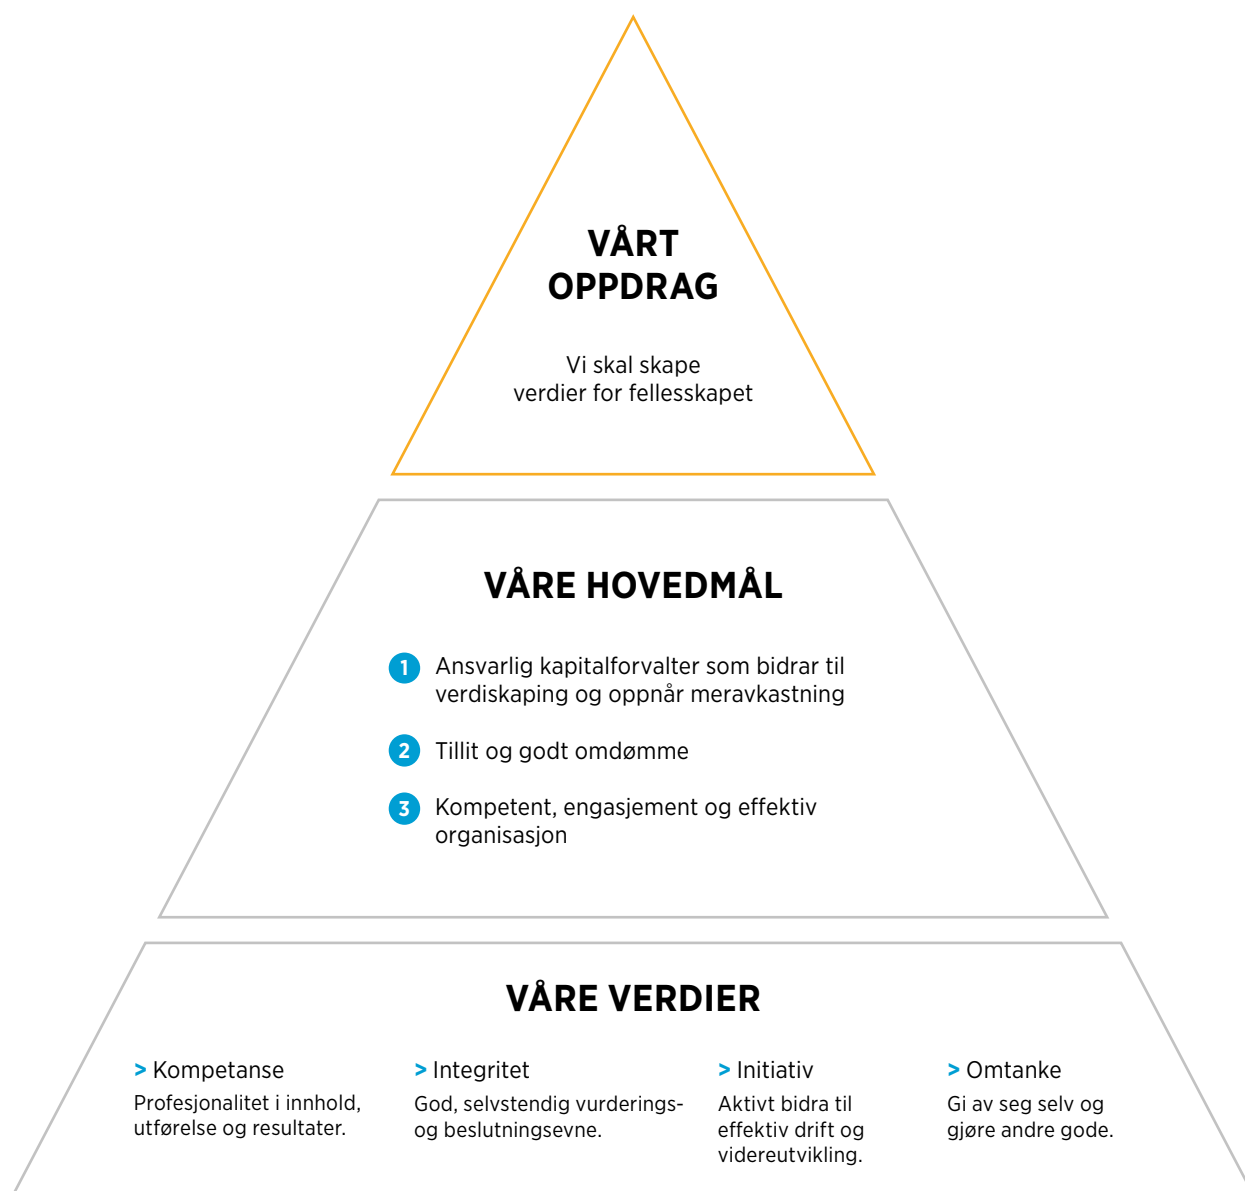 VÅRT
OPPDRAG
Vi skal skape
verdier for fellesskapet
VÅRE HOVEDMÅL
1 Ansvarlig kapitalforvalter som bidrar til
verdiskaping og oppnår meravkastning
2 Tillit og godt omdømme
3 Kompetent, engasjement og effektiv
organisasjon
VÅRE VERDIER
> Kompetanse
Profesjonalitet i innhold,
utførelse og resultater.
> Integritet
God, selvstendig vurderings-
og beslutningsevne.
> Initiativ
Aktivt bidra til
effektiv drift og
videreutvikling.
> Omtanke
Gi av seg selv og
gjøre andre gode.